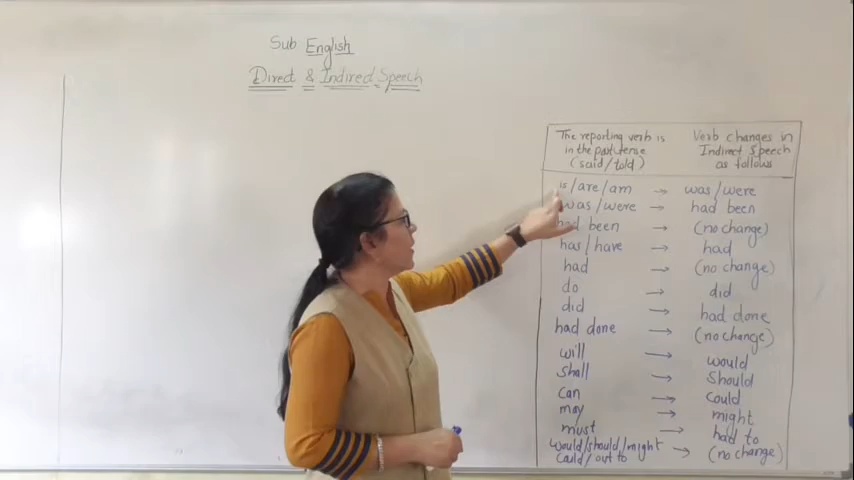 Sub English
Direct & Indired Speech
The reporting verb is
in the past tense
(said/told)
Verb changes in
Indirect Speech
as follows
is/are/am → was/were
was/were → had been
had been → (no change)
has/have → had
had → (no change)
do → did
did → had done
had done → (no change)
will → would
shall → should
can → could
may → might
must → had to
would/should/might → (no change)
Could/out to